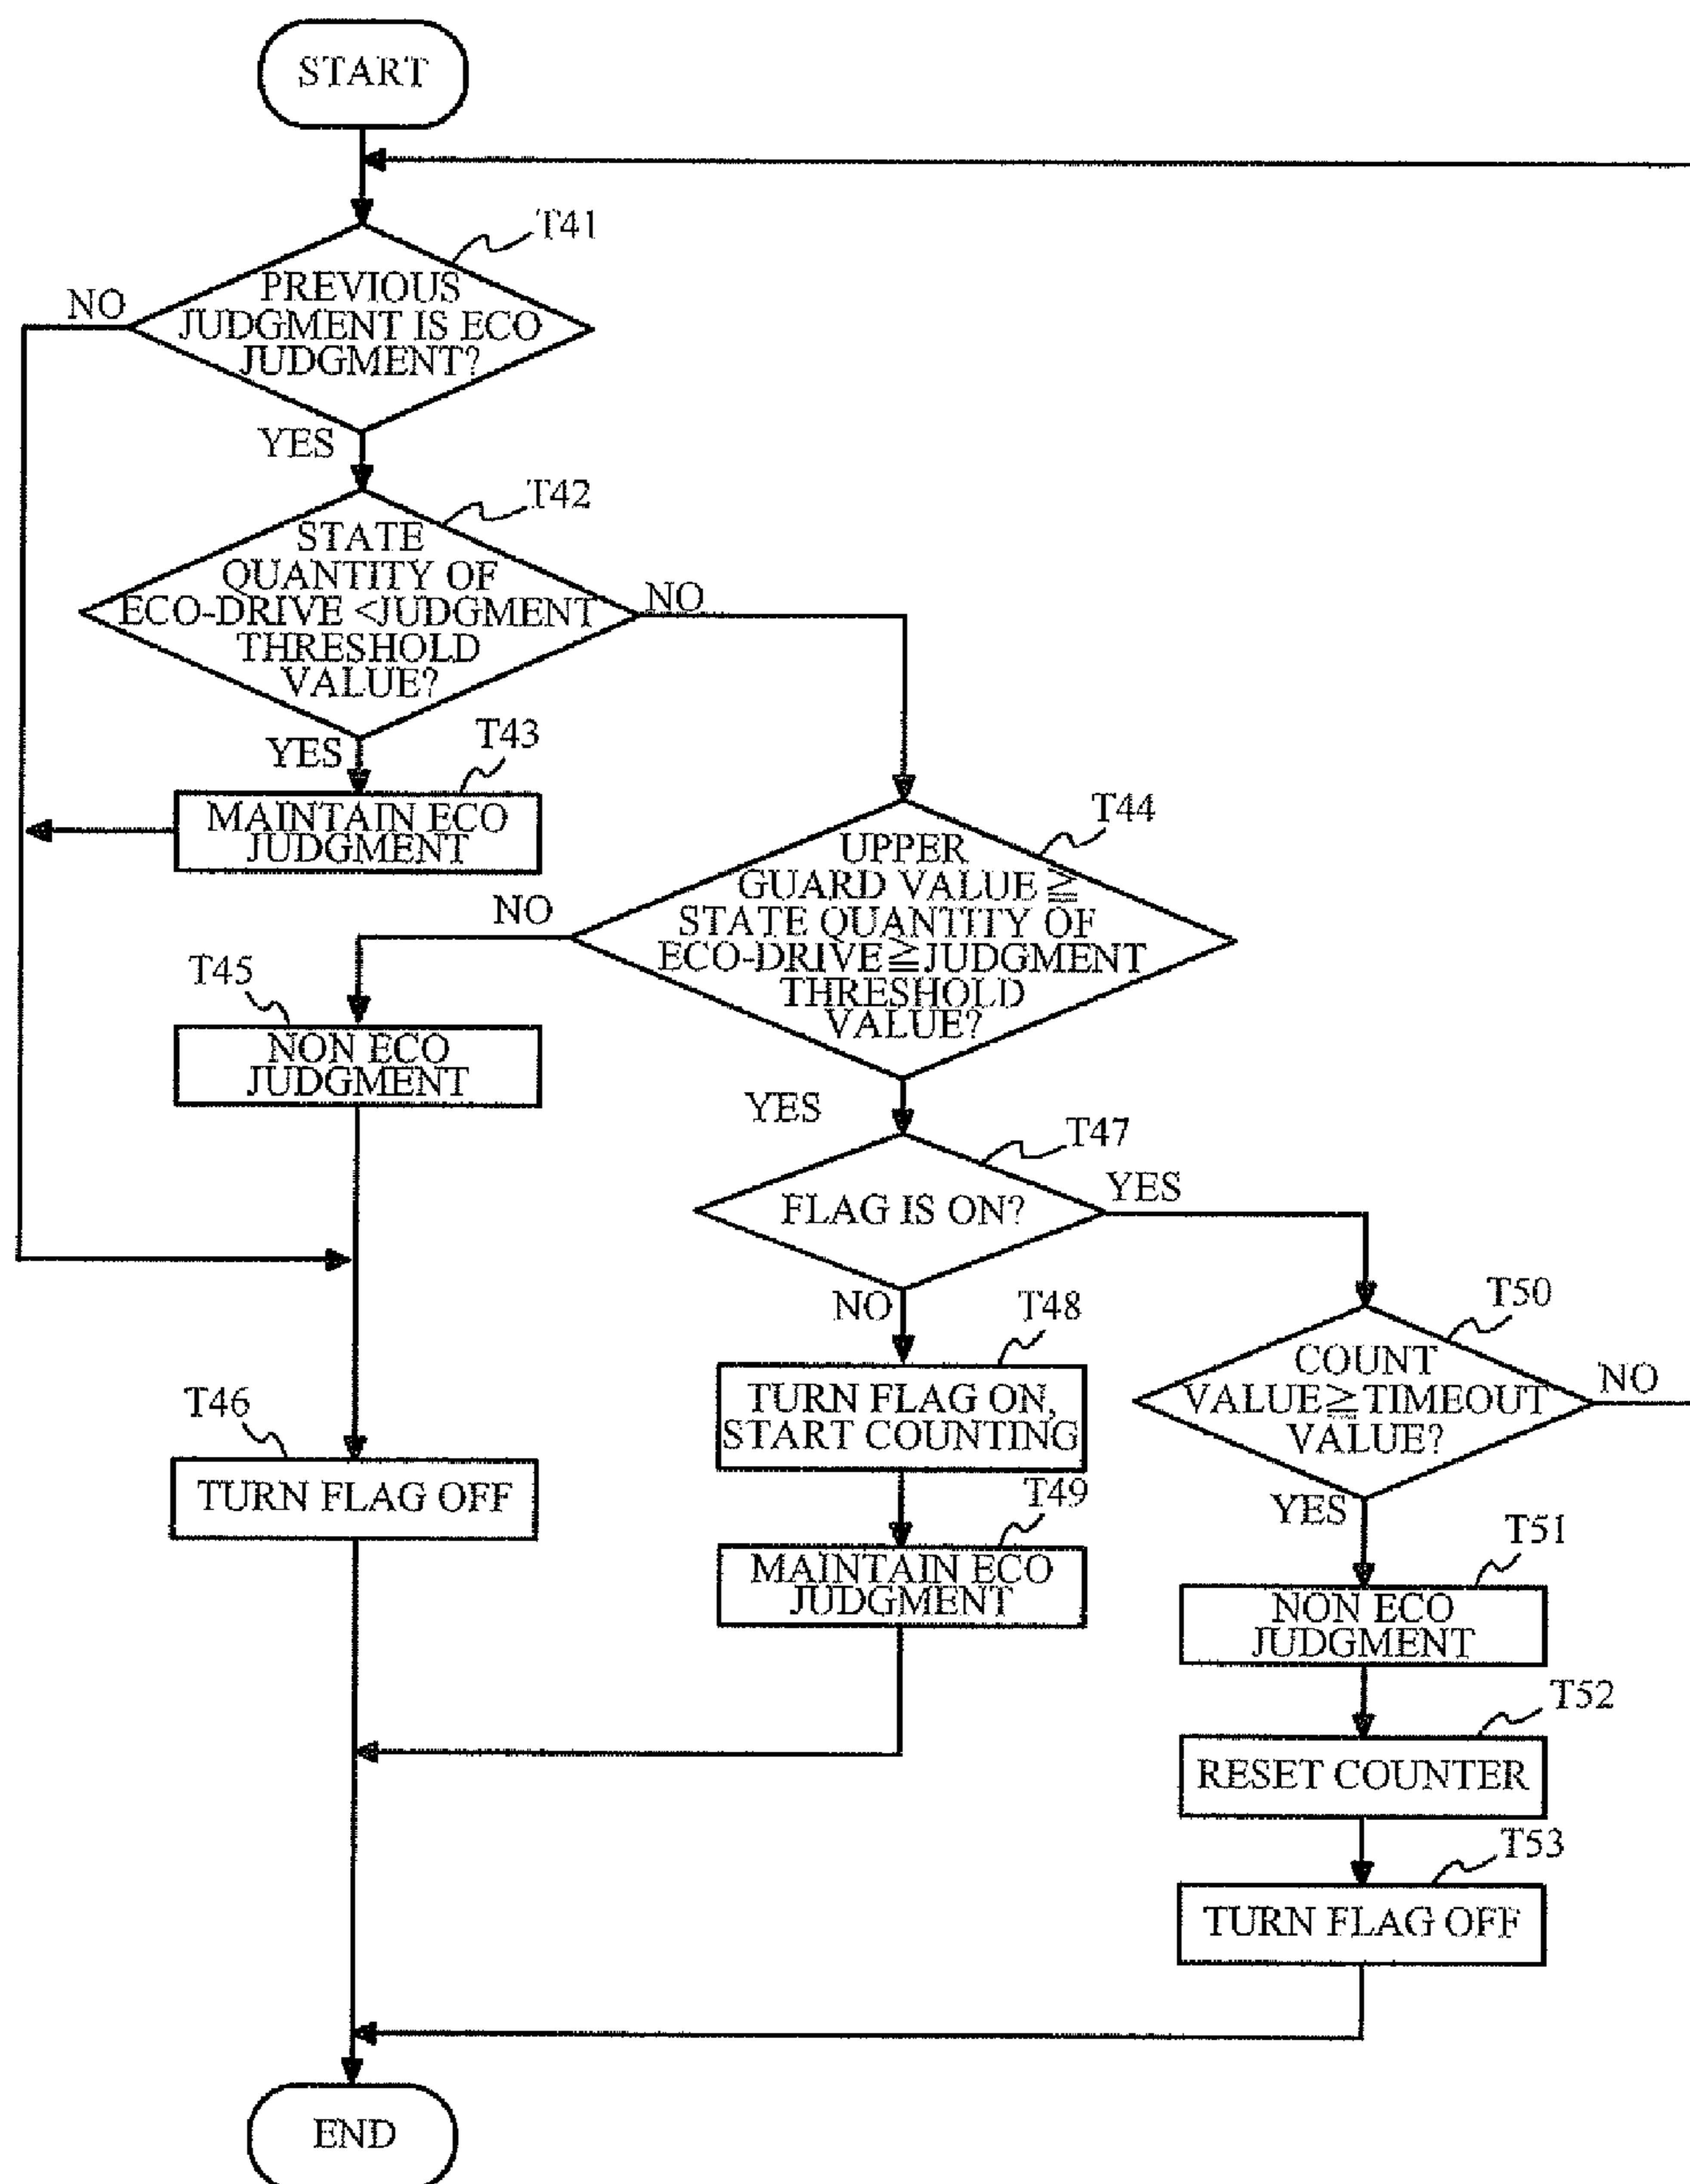 START
T41
NO
PREVIOUS
JUDGMENT IS ECO
JUDGMENT?
YES
T42
STATE
QUANTITY OF
ECO-DRIVE <JUDGMENT
THRESHOLD
VALUE?
NO
YES
T43
MAINTAIN ECO
JUDGMENT
T44
UPPER
GUARD VALUE ≧
STATE QUANTITY OF
ECO-DRIVE≧JUDGMENT
THRESHOLD
VALUE?
NO
T45
NON ECO
JUDGMENT
YES
T47
FLAG IS ON?
YES
NO
T48
TURN FLAG ON,
START COUNTING
T50
COUNT
VALUE≧TIMEOUT
VALUE?
NO
T46
TURN FLAG OFF
T49
MAINTAIN ECO
JUDGMENT
YES
T51
NON ECO
JUDGMENT
T52
RESET COUNTER
T53
TURN FLAG OFF
END